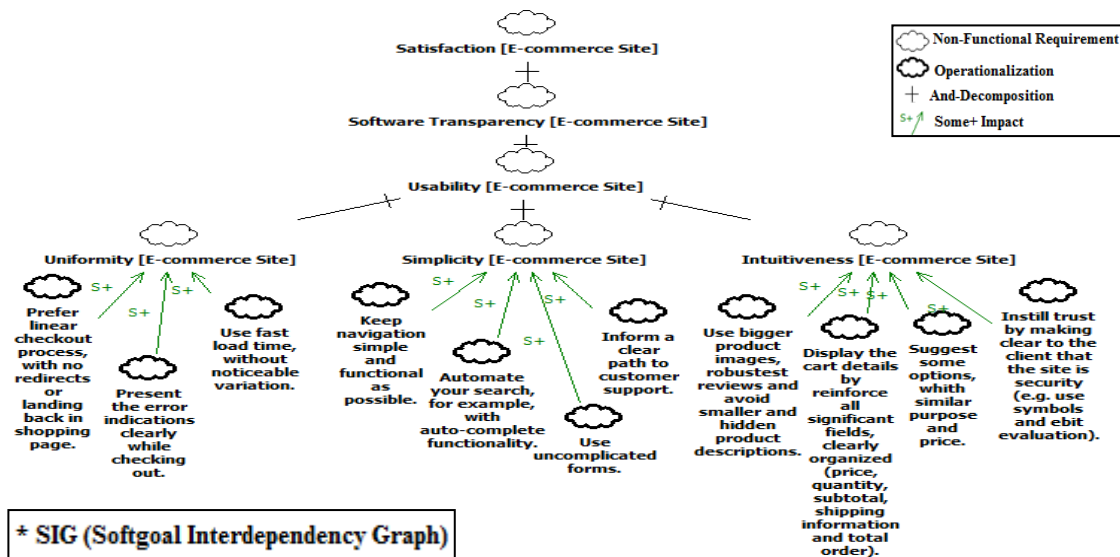 Satisfaction [E-commerce Site]
Non-Functional Requirement
Operationalization
And-Decomposition
S+
Some+ Impact
Software Transparency [E-commerce Site]
Usability [E-commerce Site]
Uniformity [E-commerce Site]
Simplicity [E-commerce Site]
Intuitiveness [E-commerce Site]
S+
S+
S+
Prefer
linear
checkout
process,
with no
redirects
or
landing
back in
shopping
page.
Present
the error
indications
clearly
while
checking
out.
Use fast
load time,
without
noticeable
variation.
S+
S+
S+
S+
Keep
navigation
simple
and
functional
as
possible.
Automate
your search,
for example,
with
auto-complete
functionality.
Use
uncomplicated
forms.
Inform a
clear
path to
customer
support.
S+
S+
S+
S+
Use bigger
product
images,
robustest
reviews and
avoid
smaller and
hidden
product
descriptions.
Display the
cart details
by
reinforce
all
significant
fields,
clearly
organized
(price,
quantity,
subtotal,
shipping
information
and total
order).
Suggest
some
options,
whith
similar
purpose
and
price.
Instill trust
by making
clear to the
client that
the site is
security
(e.g. use
symbols
and ebit
evaluation).
* SIG (Softgoal Interdependency Graph)